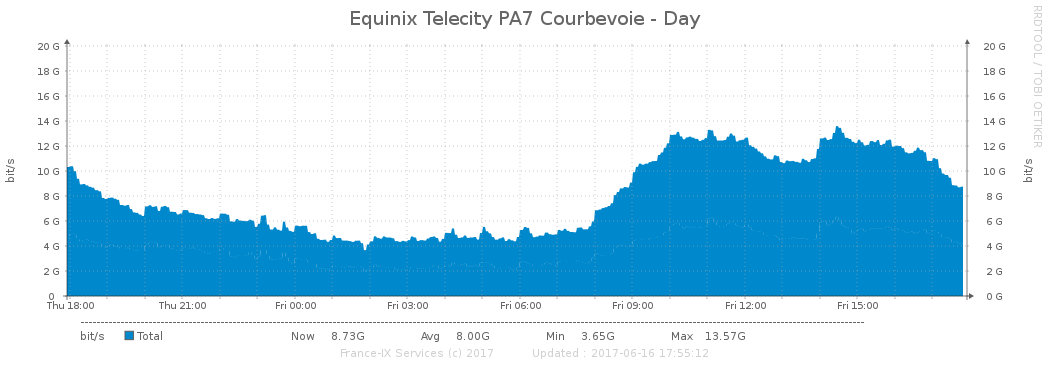 Equinix Telecity PA7 Courbevoie - Day
RRDTOOL / TOBI OETIKER
20 G 20 G
18 G 18 G
16 G 16 G
14 G 14 G
12 G 12 G
10 G 10 G
8 G 8 G
6 G 6 G
4 G 4 G
2 G 2 G
0 0 G
bit/s bit/s
Thu 18:00 Thu 21:00 Fri 00:00 Fri 03:00 Fri 06:00 Fri 09:00 Fri 12:00 Fri 15:00
bit/s Total Now 8.73G Avg 8.00G Min 3.65G Max 13.57G
France-IX Services (c) 2017 Updated : 2017-06-16 17:55:12